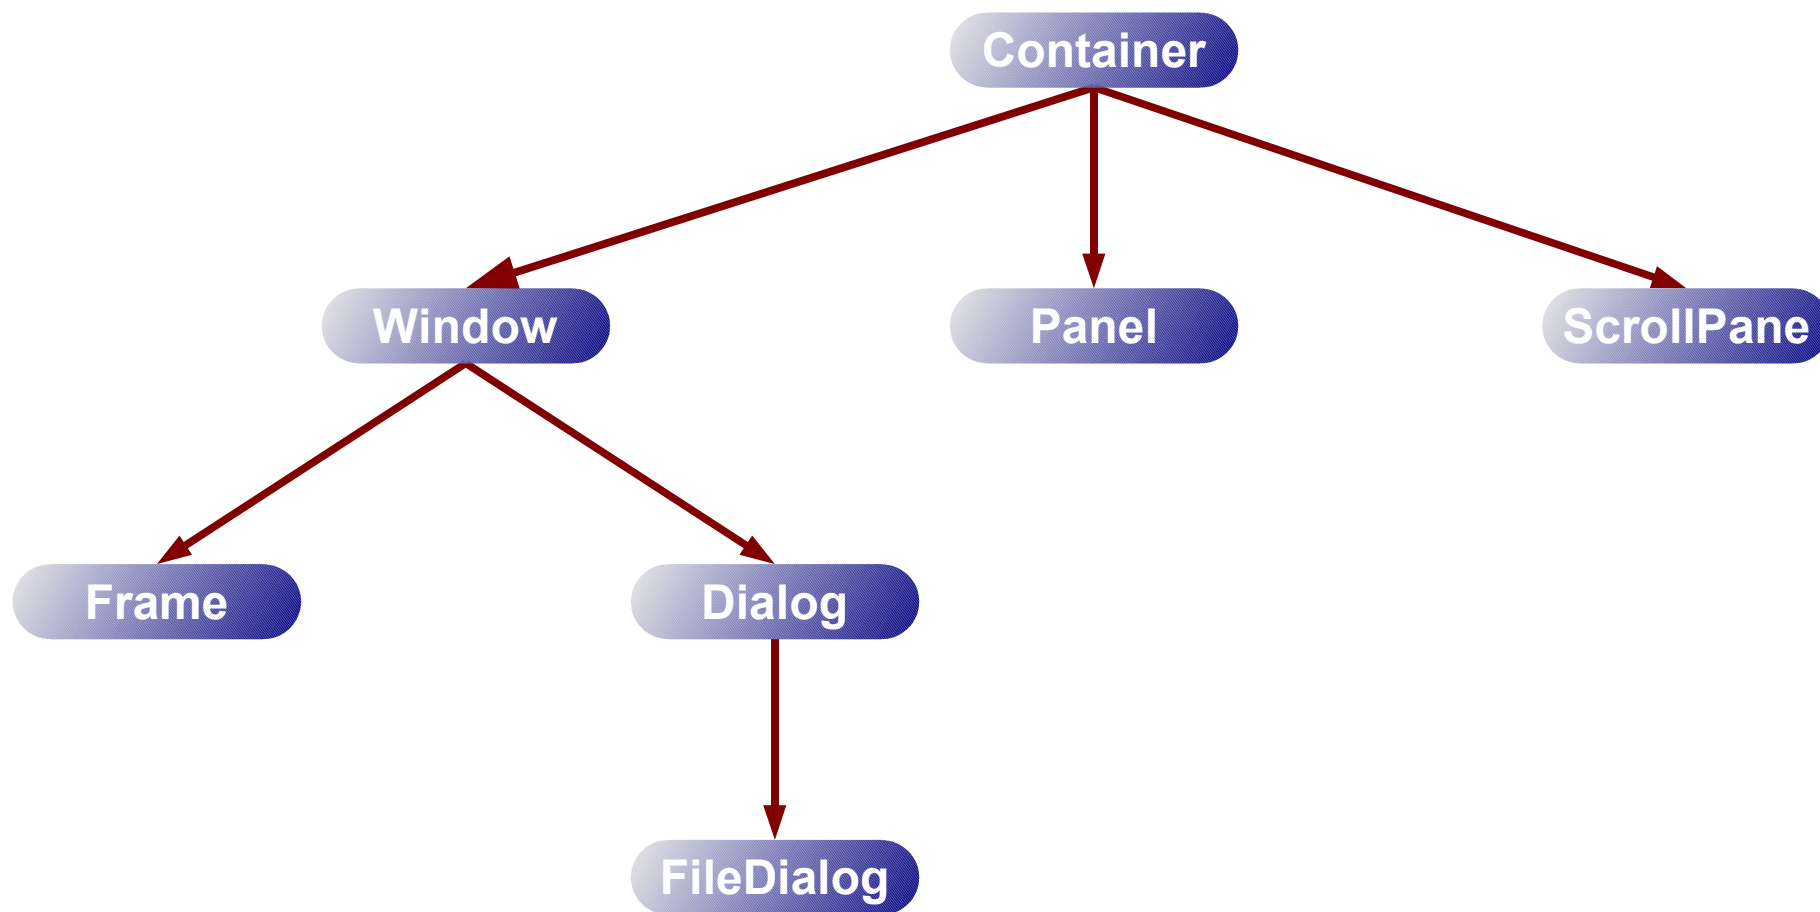 Container
Window
Panel
ScrollPane
Frame
Dialog
FileDialog